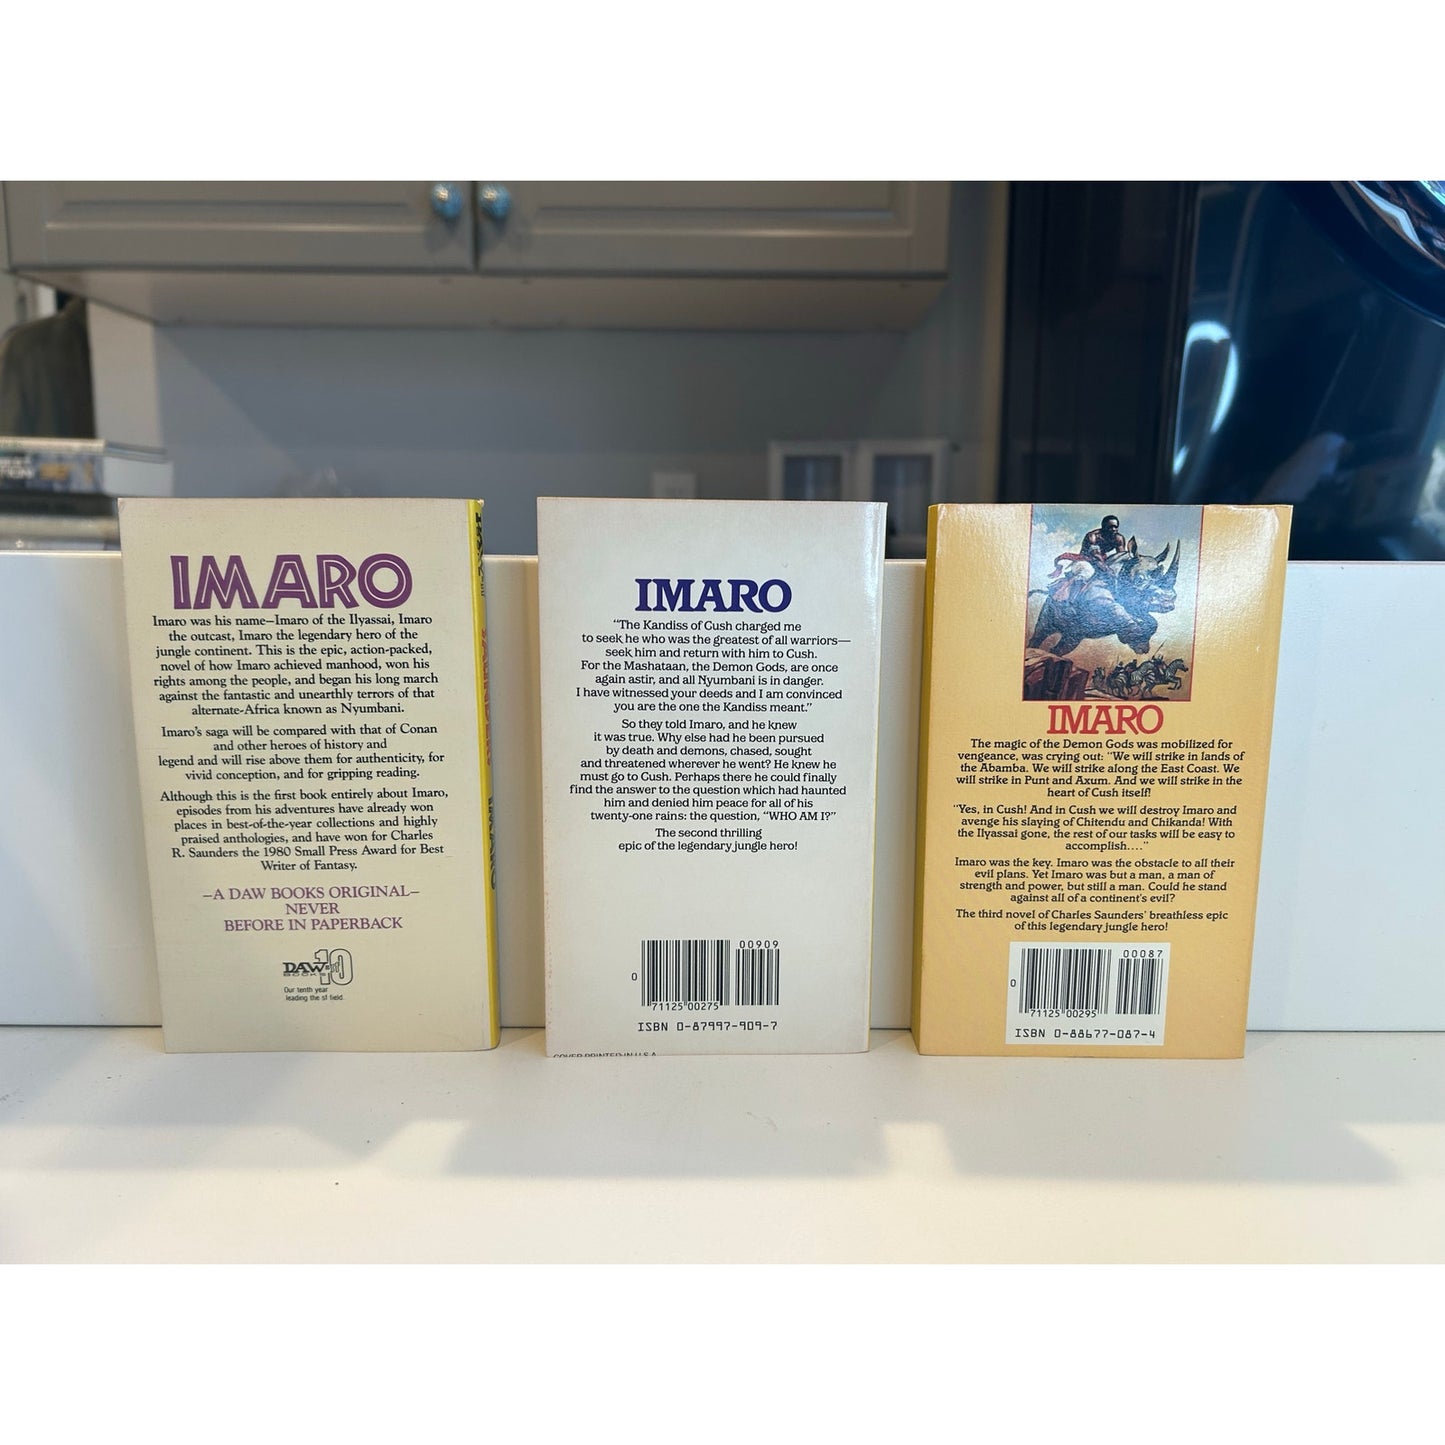 IMARO
Imaro was his name—Imaro of the Ilyassai, Imaro
the outcast, Imaro the legendary hero of the
jungle continent. This is the epic, action-packed,
novel of how Imaro achieved manhood, won his
rights among the people, and began his long march
against the fantastic and unearthly terrors of that
alternate-Africa known as Nyumbani.
Imaro's saga will be compared with that of Conan
and other heroes of history and
legend and will rise above them for authenticity, for
vivid conception, and for gripping reading.
Although this is the first book entirely about Imaro,
episodes from his adventures have already won
places in best-of-the-year collections and highly
praised anthologies, and have won for Charles
R. Saunders the 1980 Small Press Award for Best
Writer of Fantasy.
—A DAW BOOKS ORIGINAL—
NEVER
BEFORE IN PAPERBACK
DAW
BOOKS
10
Our tenth year
leading the sf field.
IMARO
"The Kandiss of Cush charged me
to seek he who was the greatest of all warriors—
seek him and return with him to Cush.
For the Mashataan, the Demon Gods, are once
again astir, and all Nyumbani is in danger.
I have witnessed your deeds and I am convinced
you are the one the Kandiss meant."
So they told Imaro, and he knew
it was true. Why else had he been pursued
by death and demons, chased, sought
and threatened wherever he went? He knew he
must go to Cush. Perhaps there he could finally
find the answer to the question which had haunted
him and denied him peace for all of his
twenty-one rains: the question, "WHO AM I?"
The second thrilling
epic of the legendary jungle hero!
00909
0
71125 00275
ISBN 0-87997-909-7
COVER PRINTED IN U.S.A.
IMARO
The magic of the Demon Gods was mobilized for
vengeance, was crying out: "We will strike in lands of
the Abamba. We will strike along the East Coast. We
will strike in Punt and Axum. And we will strike in the
heart of Cush itself!
"Yes, in Cush! And in Cush we will destroy Imaro and
avenge his slaying of Chitendu and Chikanda! With
the Ilyassai gone, the rest of our tasks will be easy to
accomplish...."
Imaro was the key. Imaro was the obstacle to all their
evil plans. Yet Imaro was but a man, a man of
strength and power, but still a man. Could he stand
against all of a continent's evil?
The third novel of Charles Saunders' breathless epic
of this legendary jungle hero!
00087
0
71125 00295
ISBN 0-88677-087-4